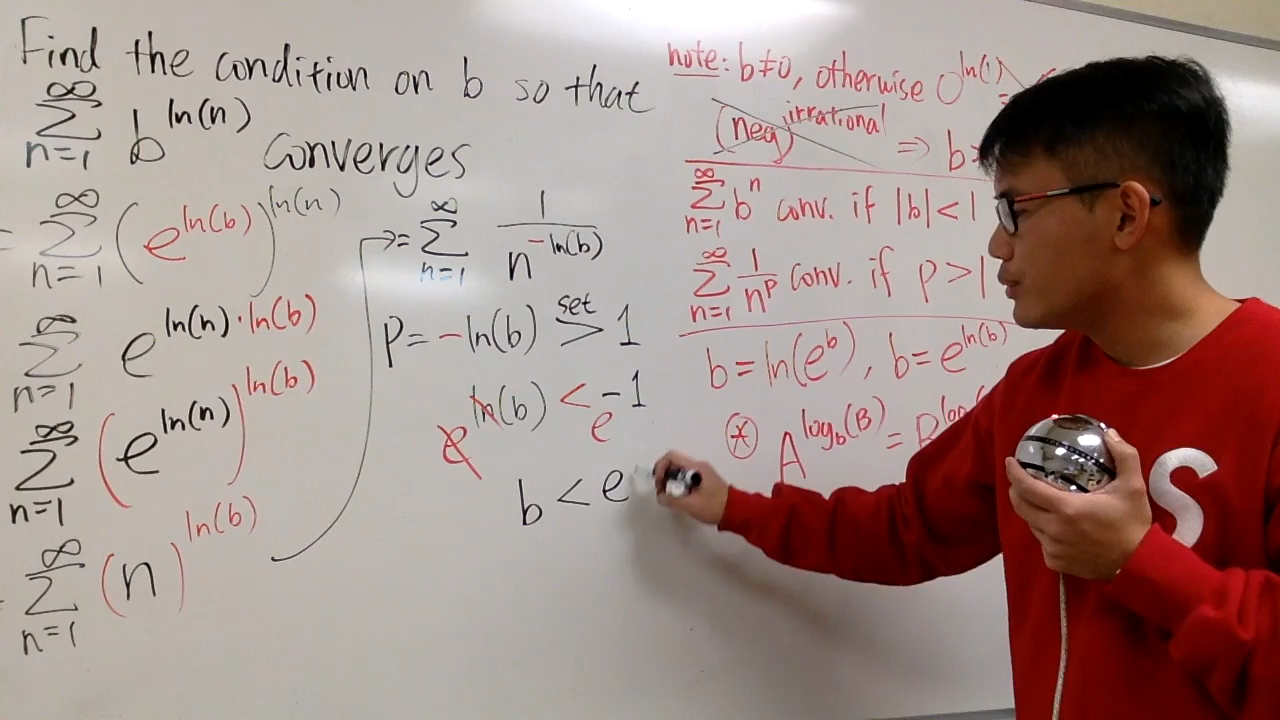 Find the condition on b so that
∞
Σ b^ln(n) converges
n=1
∞
= Σ (e^ln(b))^ln(n)
n=1
∞
Σ e^ln(n)·ln(b)
n=1
∞
Σ (e^ln(n))^ln(b)
n=1
∞
= Σ (n)^ln(b)
n=1
∞
= Σ 1/n^-ln(b)
n=1
set
P = -ln(b) > 1
e^ln(b) < e^-1
b < e
note: b≠0, otherwise 0^ln(1)
(neg)^irrational
⇒ b
∞
Σ b^n conv. if |b| < 1
n=1
∞
Σ 1/n^p conv. if p > 1
n=1
b = ln(e^b), b = e^ln(b)
* A^log_b(B) = B^log
S